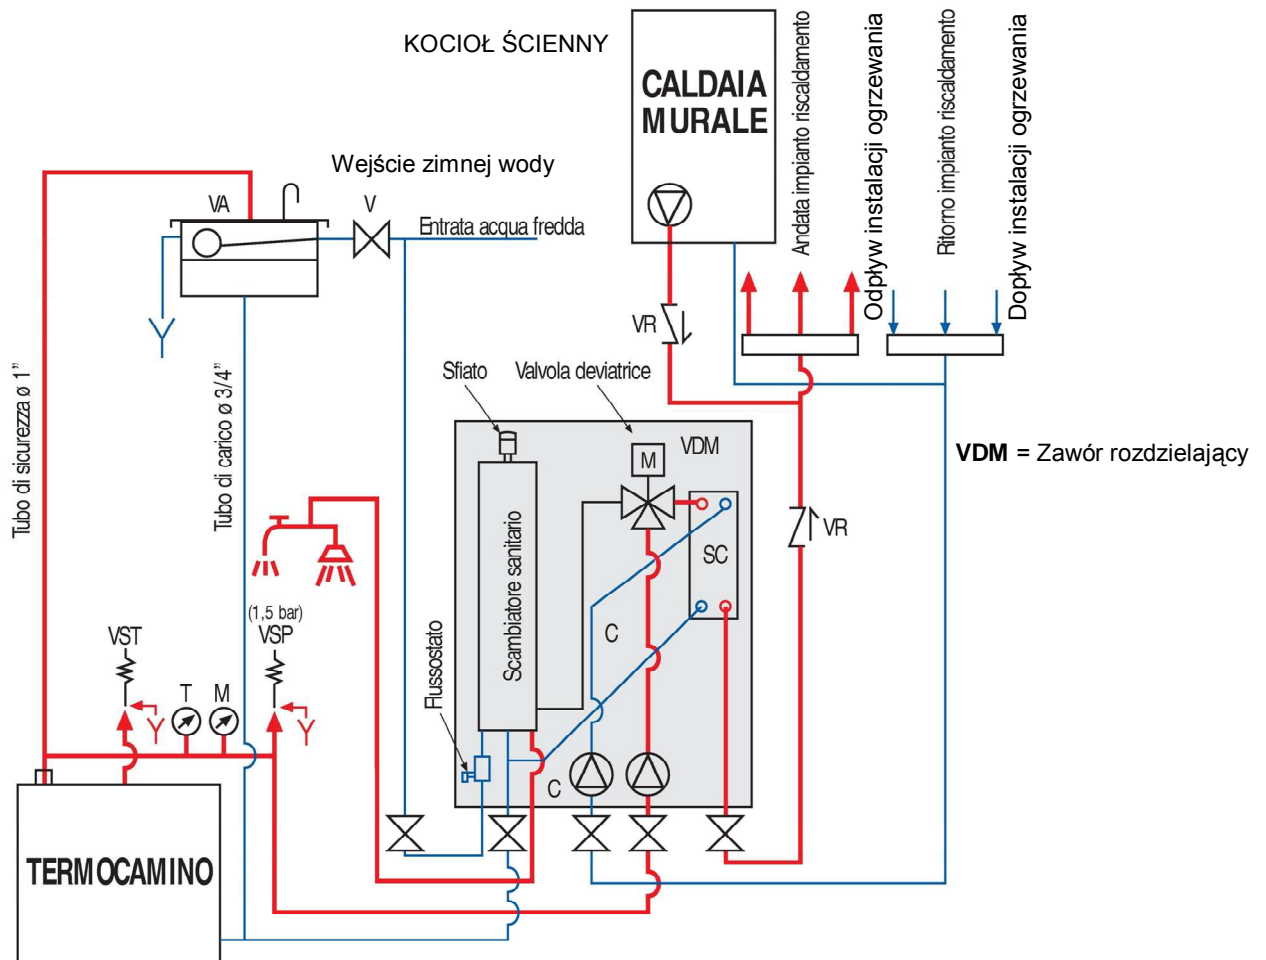 KOCIOŁ ŚCIENNY
CALDAIA
MURALE
Andata impianto riscaldamento
Odpływ instalacji ogrzewania
Ritorno impianto riscaldamento
Dopływ instalacji ogrzewania
Wejście zimnej wody
VA
V
Entrata acqua fredda
VR
Sfiato
Valvola deviatrice
Tubo di sicurezza ø 1"
Tubo di carico ø 3/4"
M
VDM
VDM = Zawór rozdzielający
VR
SC
Scambiatore sanitario
C
(1,5 bar)
VST
VSP
T
M
Flussostato
C
TERMOCAMINO